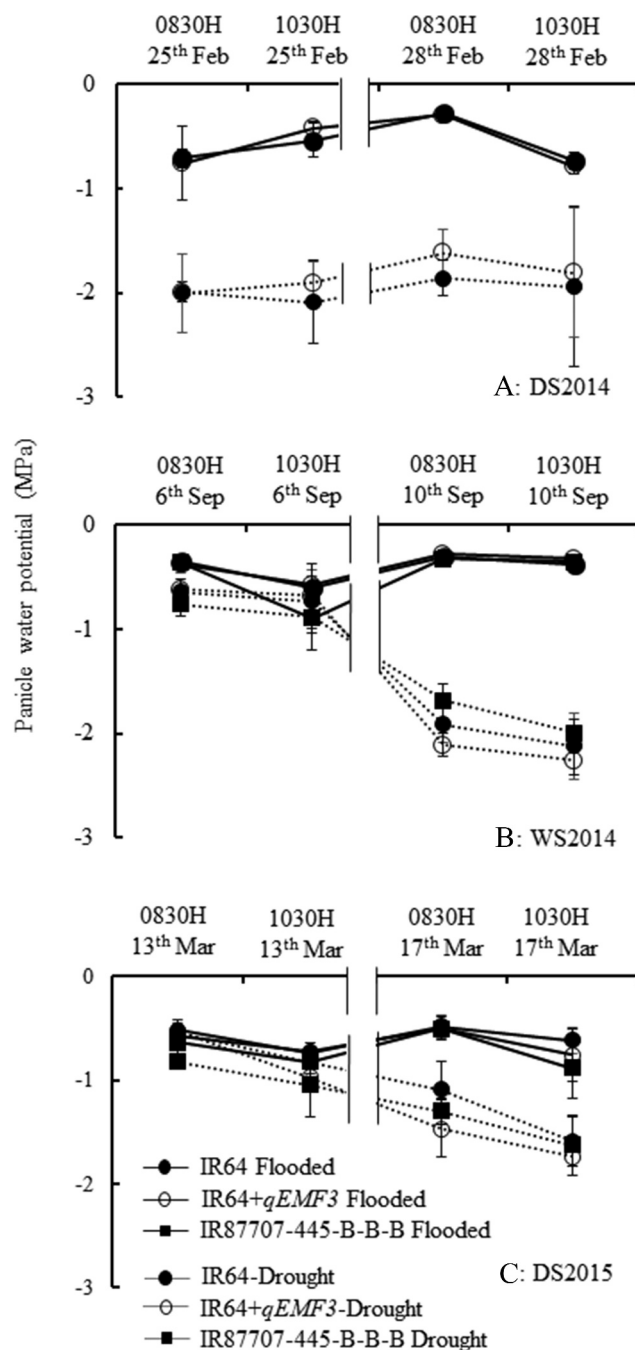 0830H 1030H 0830H 1030H
25th Feb 25th Feb 28th Feb 28th Feb
0
-1
-2
-3
A: DS2014
Panicle water potential (MPa)
0830H 1030H 0830H 1030H
6th Sep 6th Sep 10th Sep 10th Sep
0
-1
-2
-3
B: WS2014
0830H 1030H 0830H 1030H
13th Mar 13th Mar 17th Mar 17th Mar
0
-1
-2
-3
IR64 Flooded
IR64+qEMF3 Flooded
IR87707-445-B-B-B Flooded
IR64-Drought
IR64+qEMF3-Drought
IR87707-445-B-B-B Drought
C: DS2015